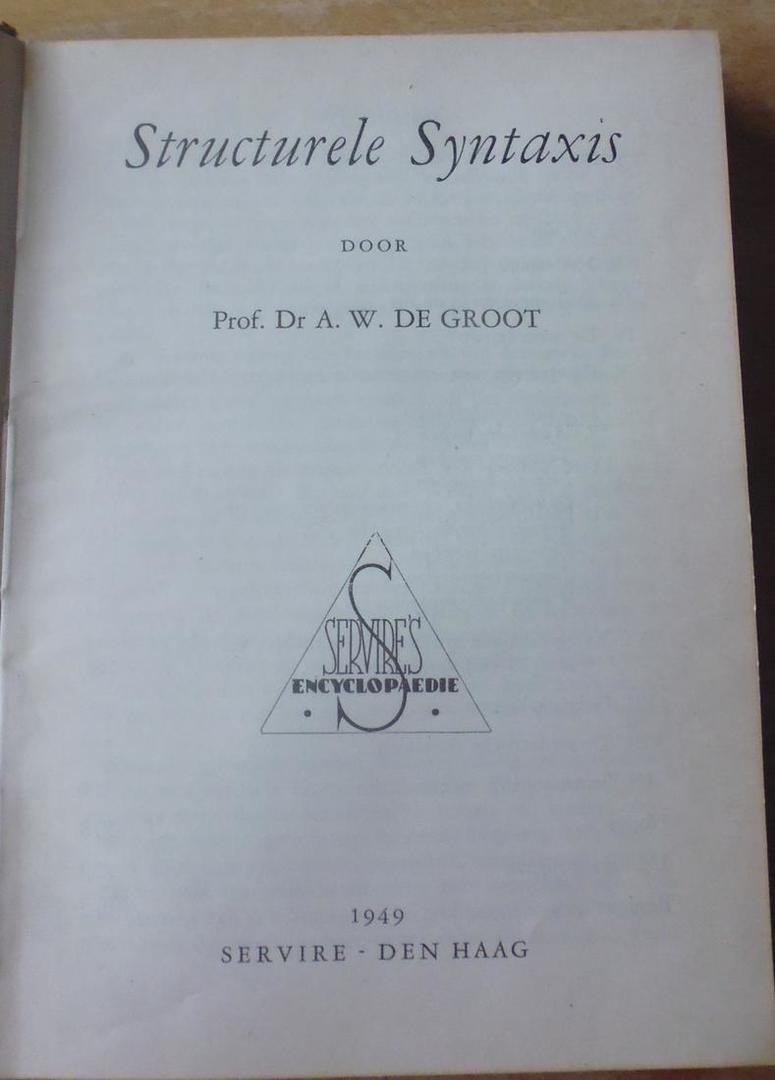 Structurele Syntaxis
DOOR
Prof. Dr A. W. DE GROOT
SERVIRE'S
ENCYCLOPAEDIE
S
1949
SERVIRE - DEN HAAG